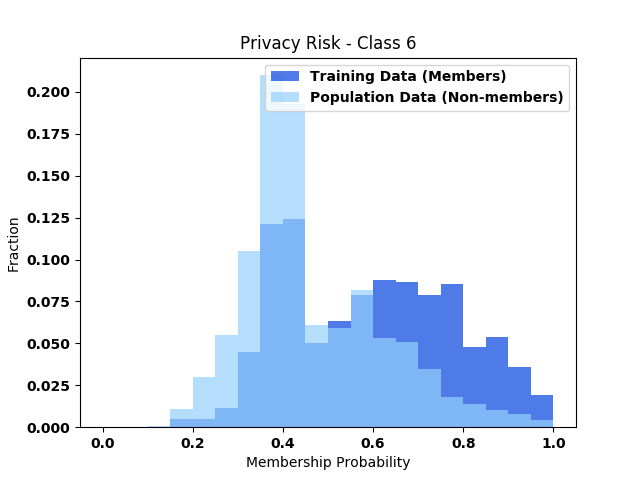 Privacy Risk - Class 6
Training Data (Members)
Population Data (Non-members)
Fraction
0.200
0.175
0.150
0.125
0.100
0.075
0.050
0.025
0.000
0.0 0.2 0.4 0.6 0.8 1.0
Membership Probability